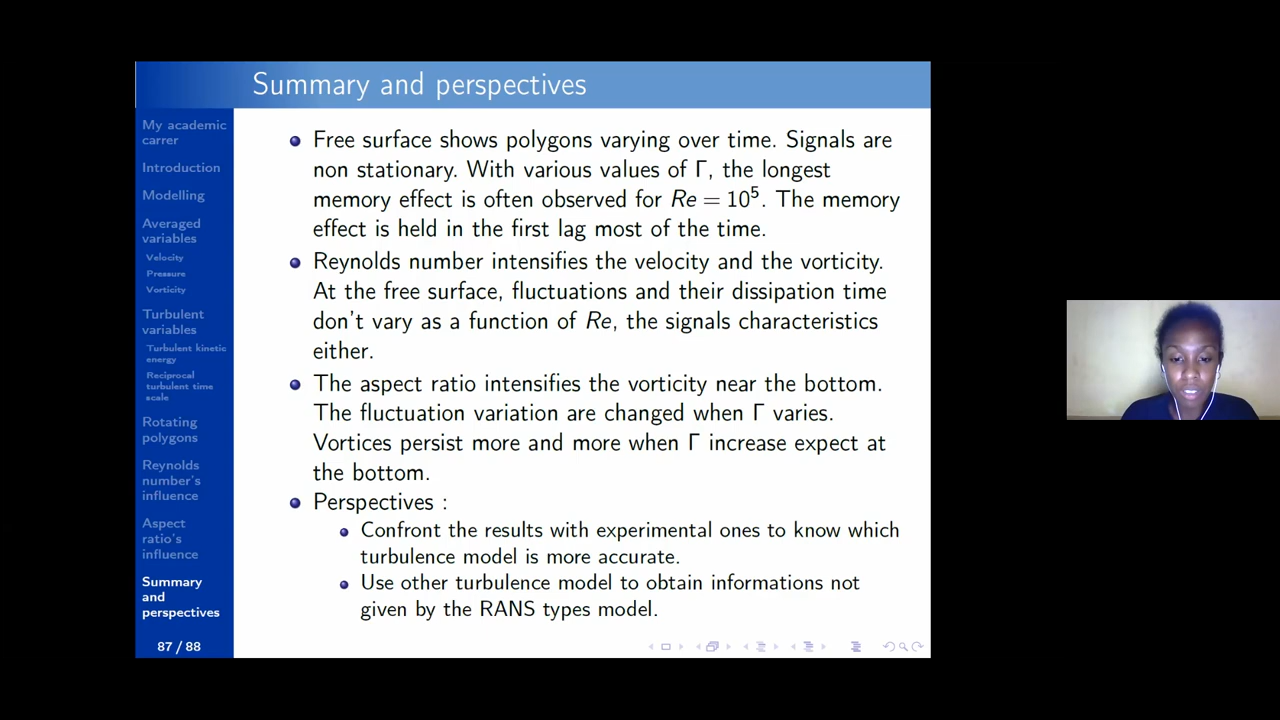 Summary and perspectives
My academic
carrer
Introduction
Modelling
Averaged
variables
Velocity
Pressure
Vorticity
Turbulent
variables
Turbulent kinetic
energy
Reciprocal
turbulent time
scale
Rotating
polygons
Reynolds
number's
influence
Aspect
ratio's
influence
Summary
and
perspectives
87 / 88
Free surface shows polygons varying over time. Signals are
non stationary. With various values of Γ, the longest
memory effect is often observed for Re = 10⁵. The memory
effect is held in the first lag most of the time.
Reynolds number intensifies the velocity and the vorticity.
At the free surface, fluctuations and their dissipation time
don't vary as a function of Re, the signals characteristics
either.
The aspect ratio intensifies the vorticity near the bottom.
The fluctuation variation are changed when Γ varies.
Vortices persist more and more when Γ increase expect at
the bottom.
Perspectives :
Confront the results with experimental ones to know which
turbulence model is more accurate.
Use other turbulence model to obtain informations not
given by the RANS types model.